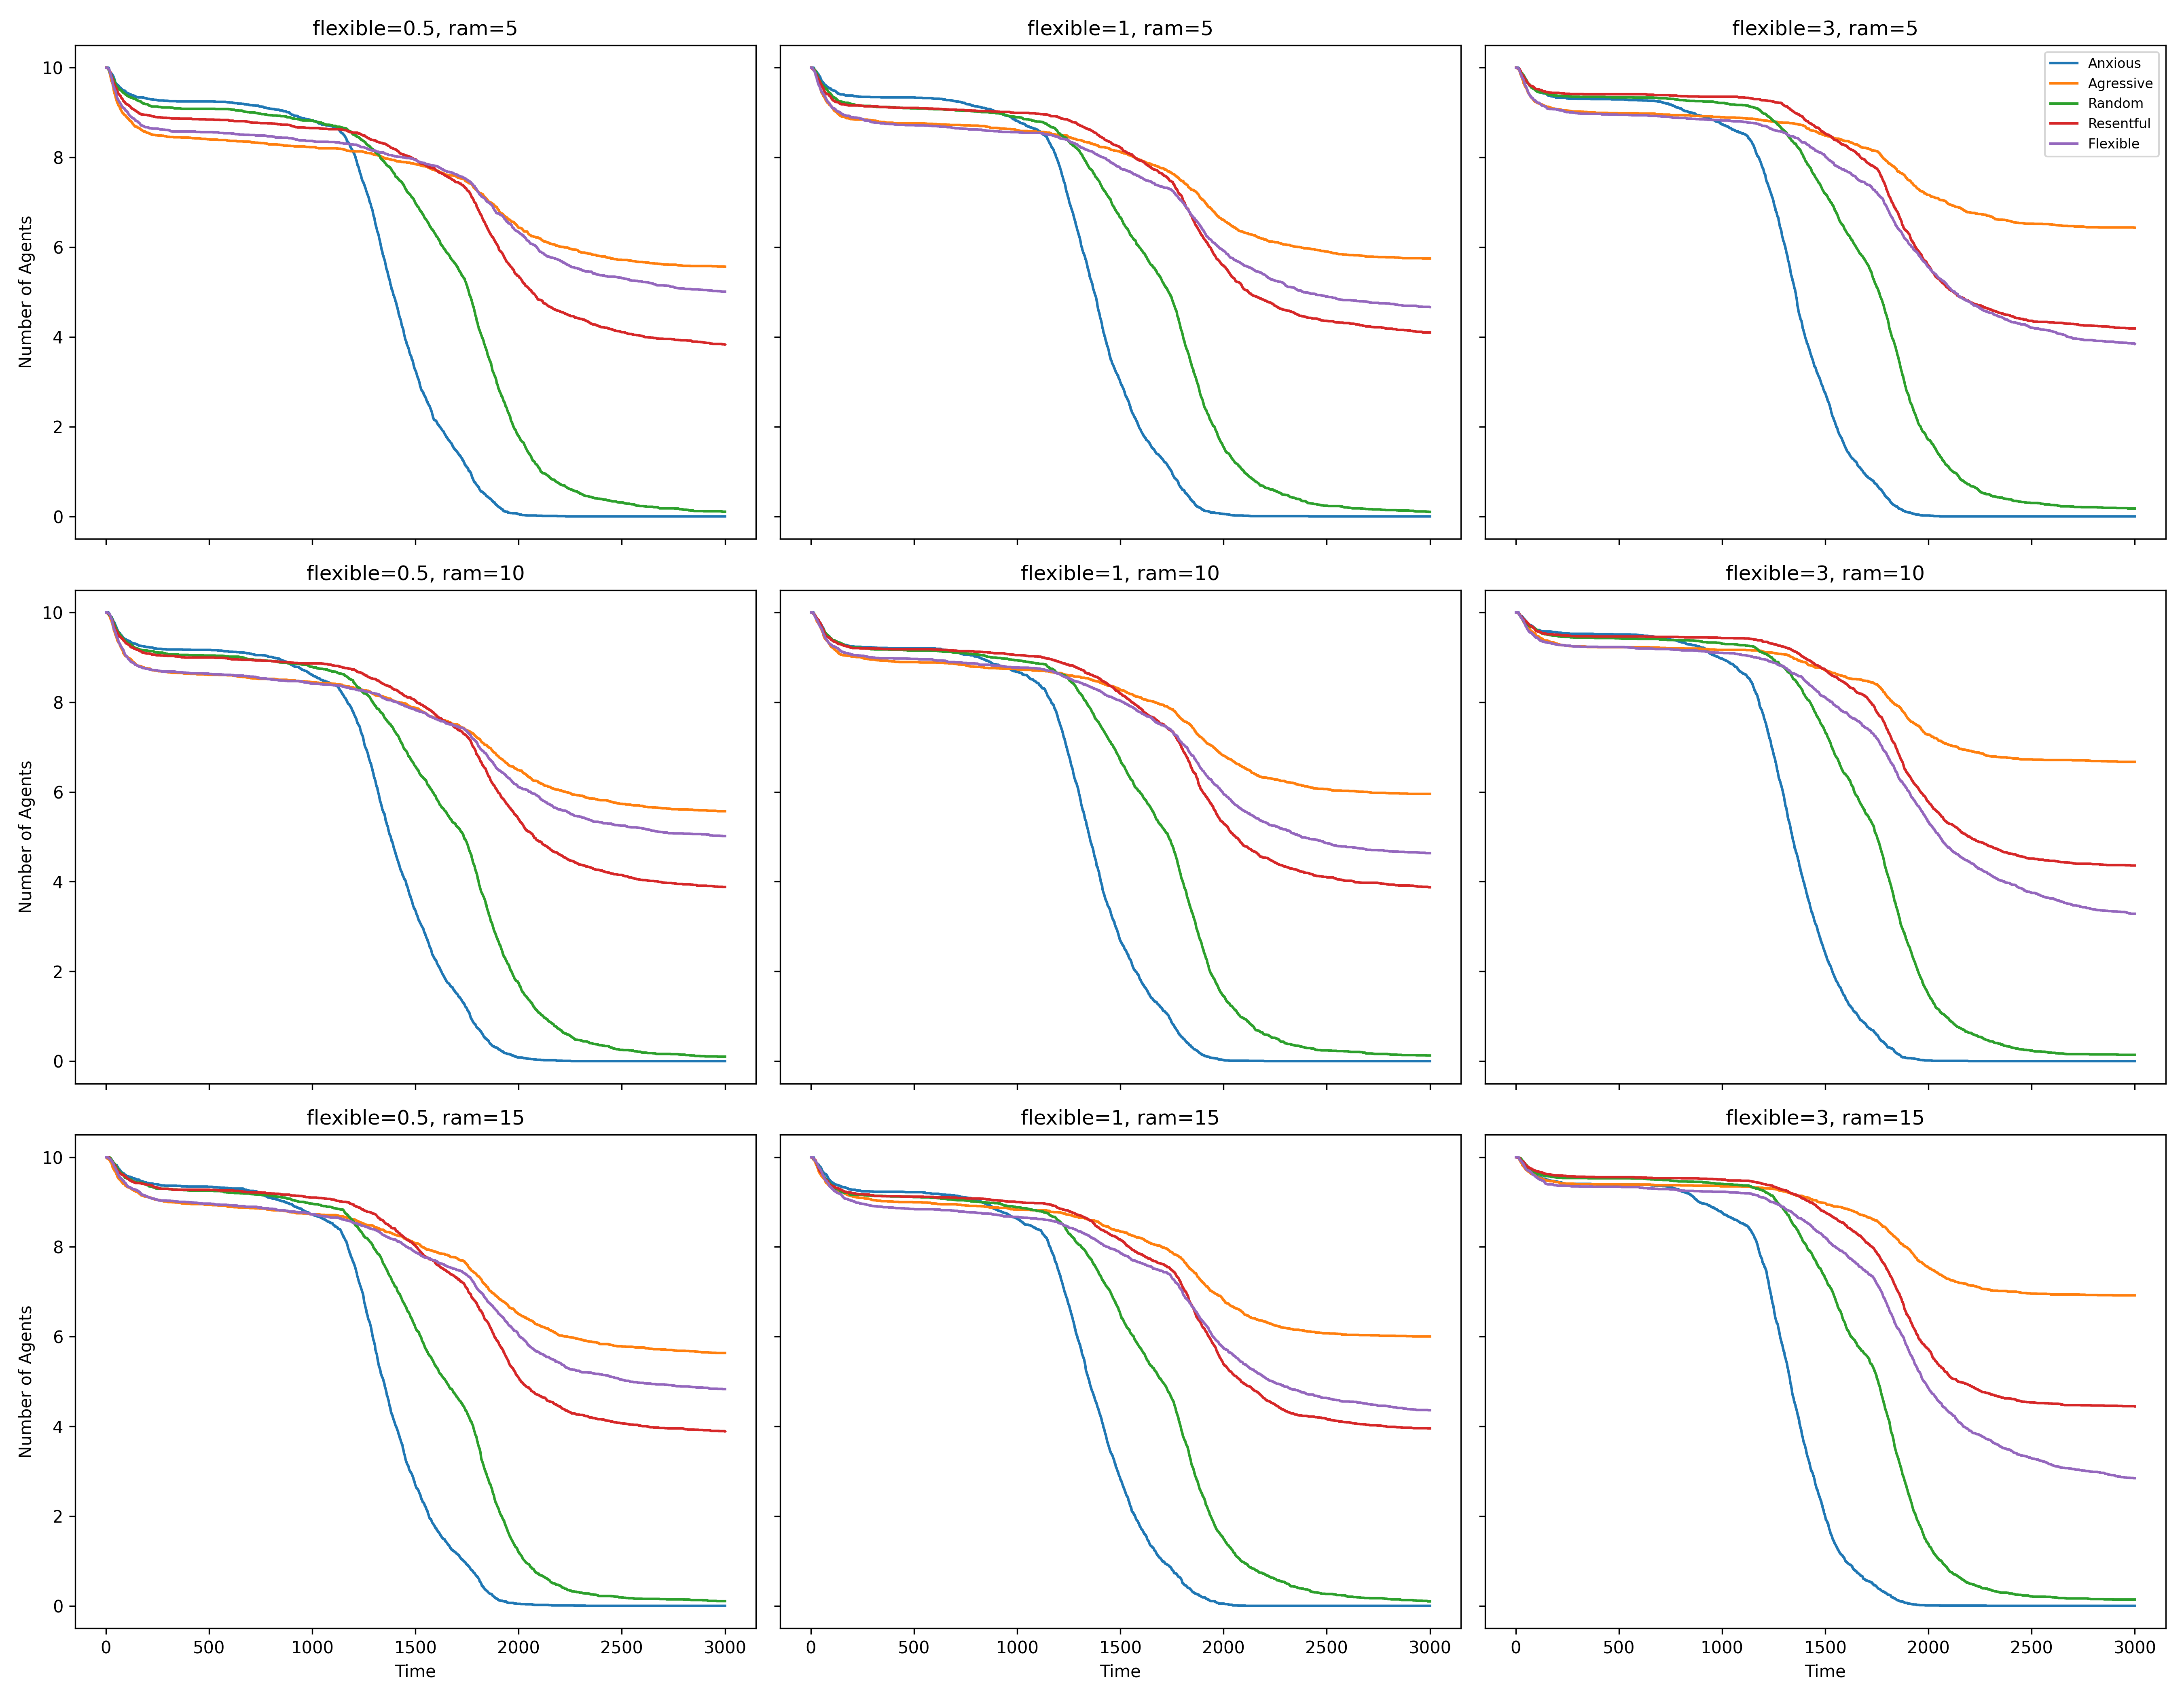 flexible=0.5, ram=5
flexible=1, ram=5
flexible=3, ram=5
Number of Agents
10
8
6
4
2
0
Anxious
Agressive
Random
Resentful
Flexible
flexible=0.5, ram=10
flexible=1, ram=10
flexible=3, ram=10
Number of Agents
10
8
6
4
2
0
flexible=0.5, ram=15
flexible=1, ram=15
flexible=3, ram=15
Number of Agents
10
8
6
4
2
0
0 500 1000 1500 2000 2500 3000
0 500 1000 1500 2000 2500 3000
0 500 1000 1500 2000 2500 3000
Time
Time
Time